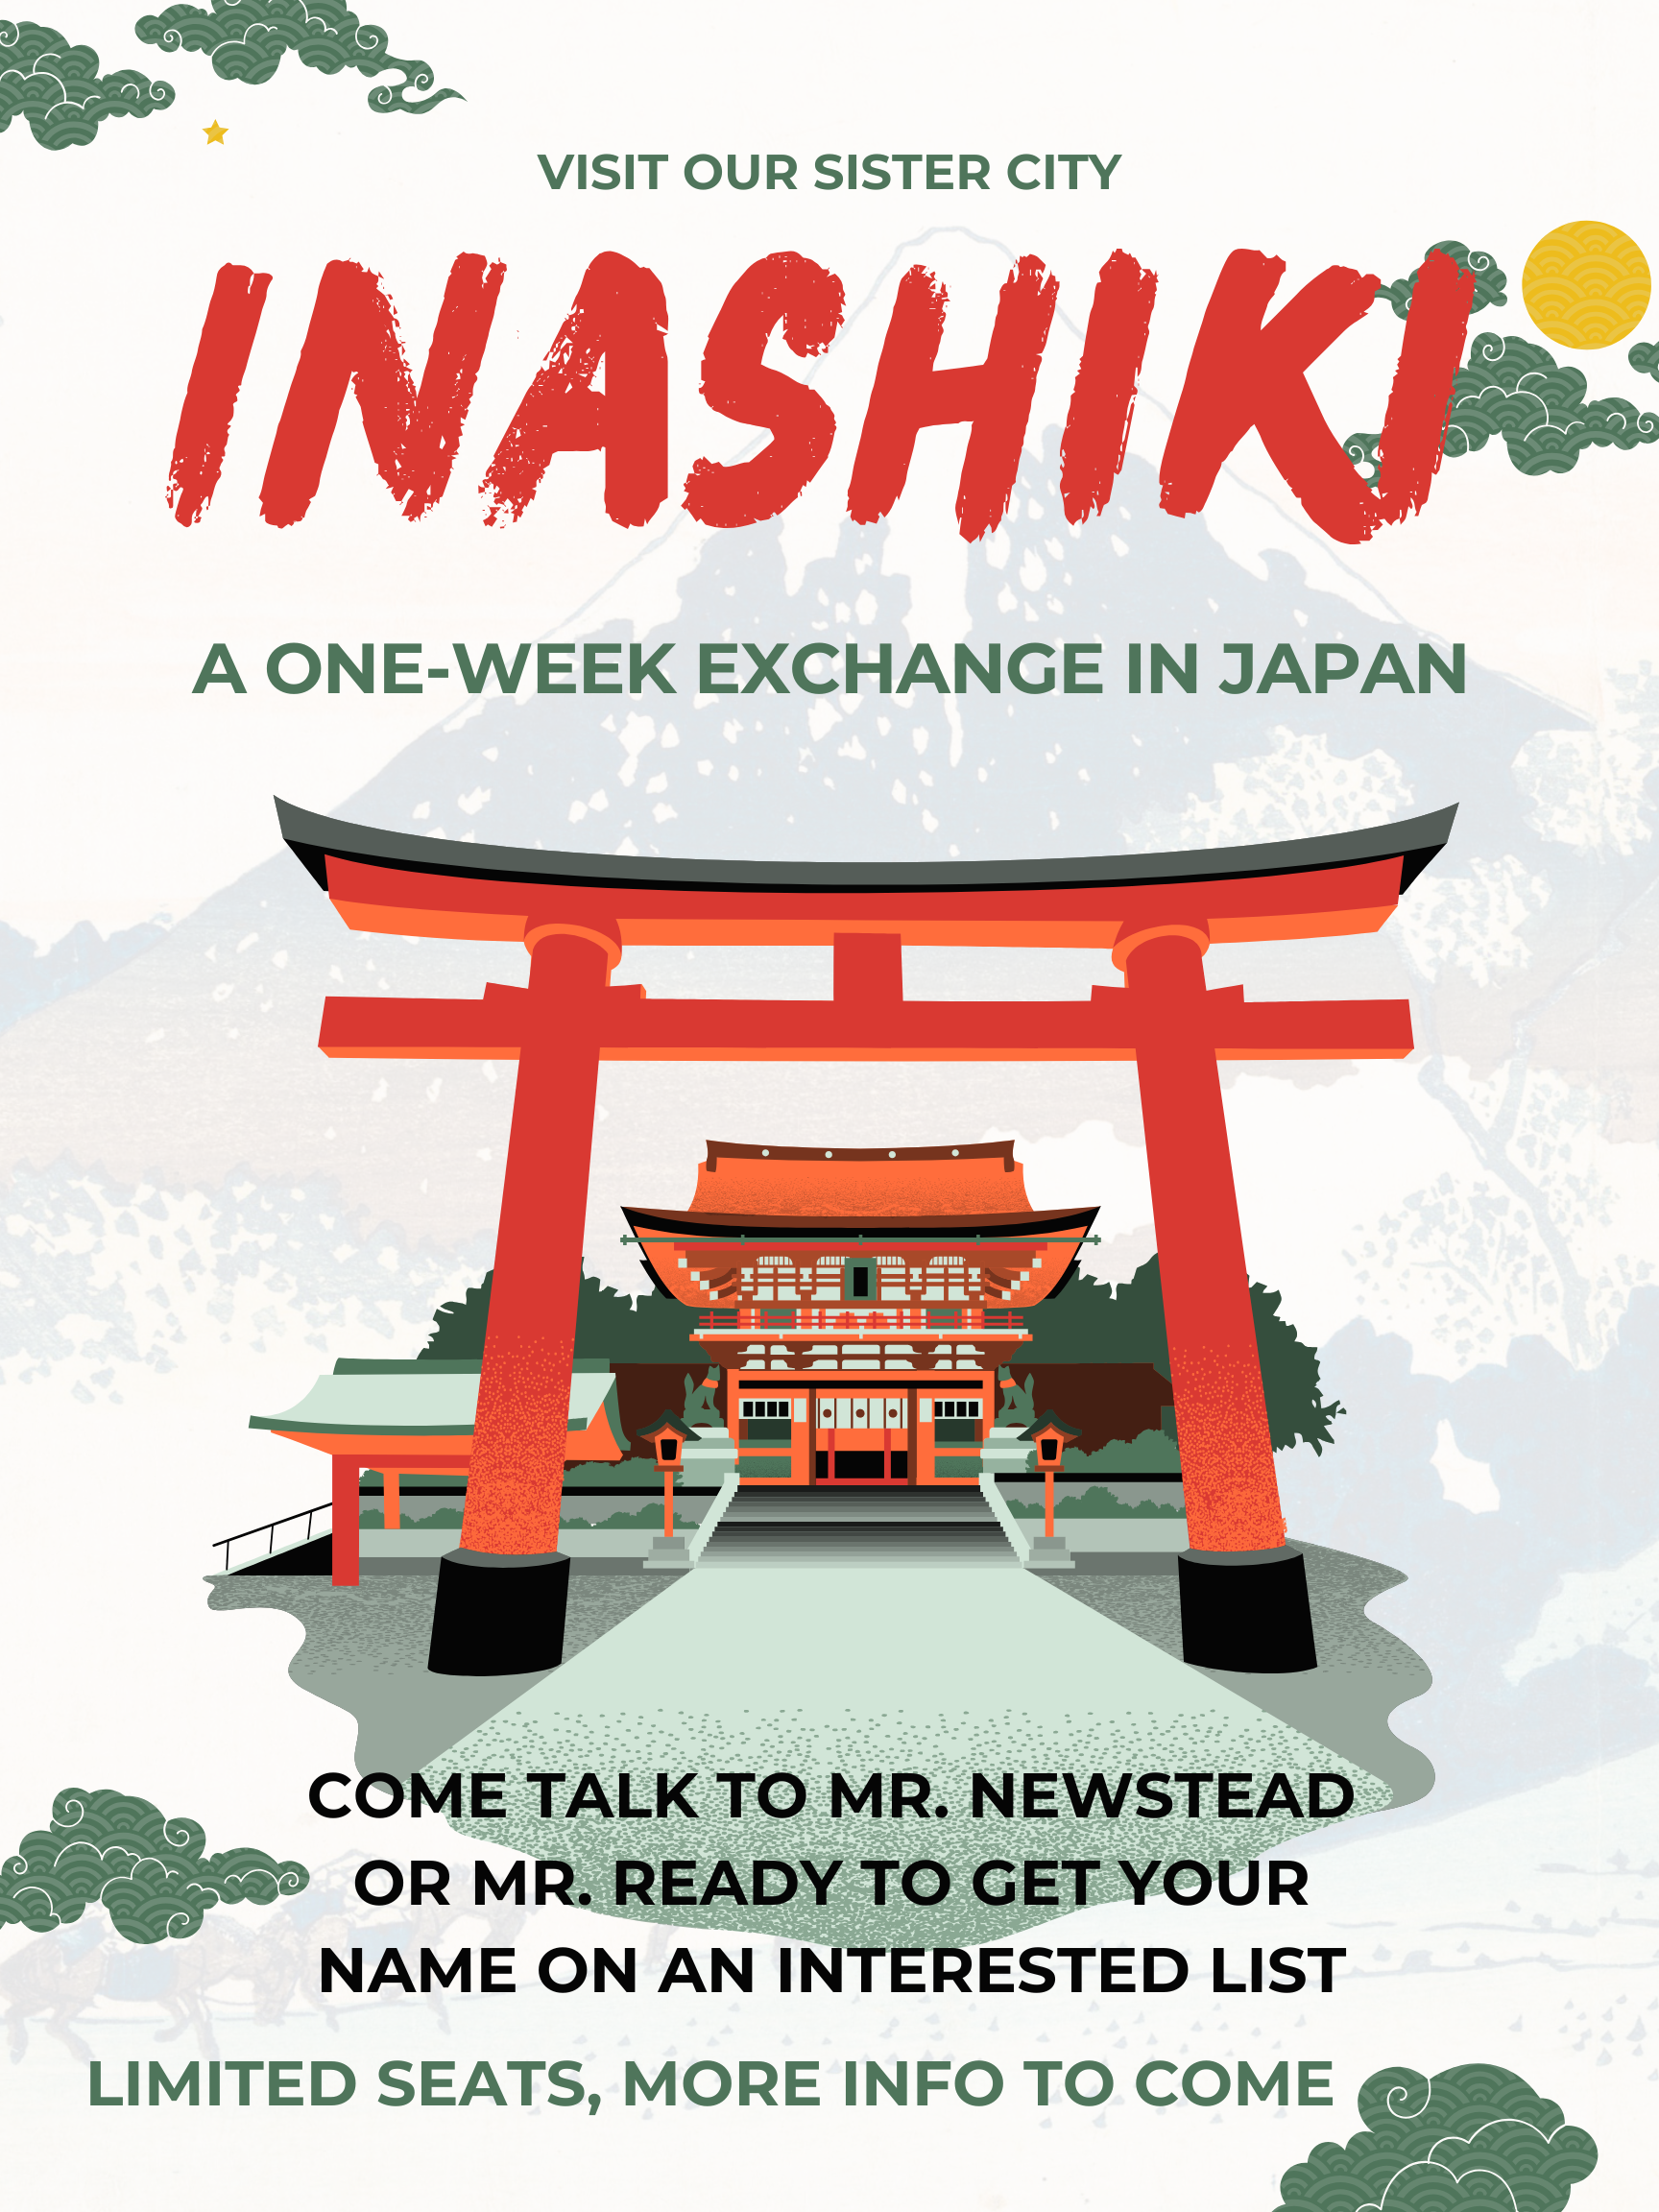 VISIT OUR SISTER CITY
INASHIKI
A ONE-WEEK EXCHANGE IN JAPAN
COME TALK TO MR. NEWSTEAD
OR MR. READY TO GET YOUR
NAME ON AN INTERESTED LIST
LIMITED SEATS, MORE INFO TO COME